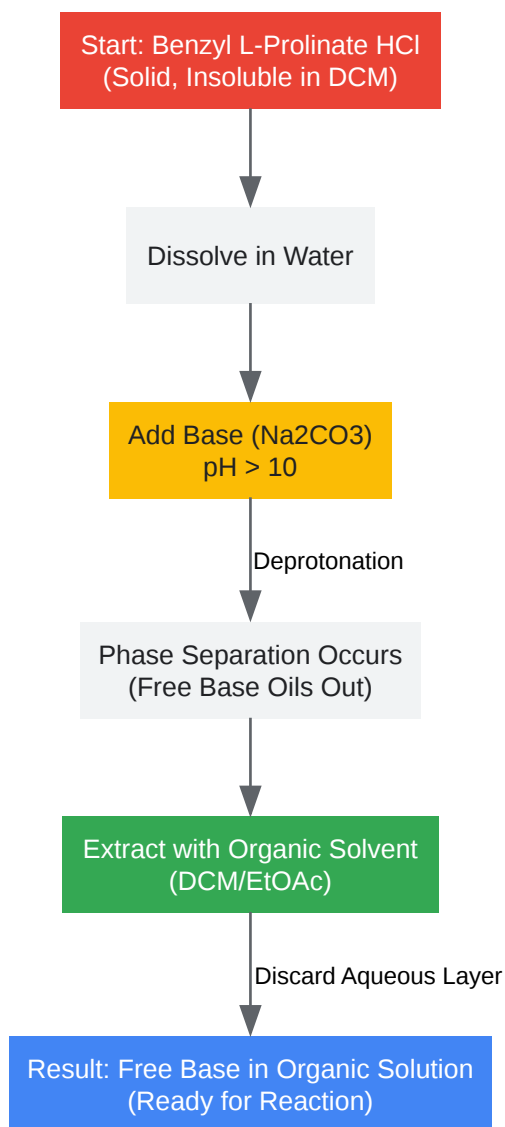 Start: Benzyl L-Prolinate HCl
(Solid, Insoluble in DCM)
Dissolve in Water
Add Base (Na2CO3)
pH > 10
Deprotonation
Phase Separation Occurs
(Free Base Oils Out)
Extract with Organic Solvent
(DCM/EtOAc)
Discard Aqueous Layer
Result: Free Base in Organic Solution
(Ready for Reaction)